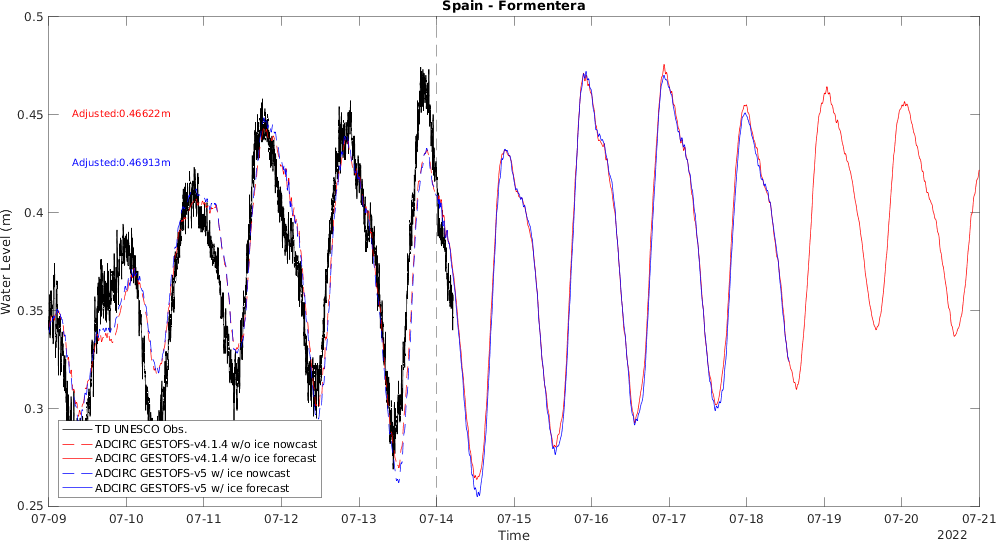 Spain - Formentera
0.5
0.45
0.4
0.35
0.3
0.25
Water Level (m)
Adjusted:0.46622m
Adjusted:0.46913m
TD UNESCO Obs.
ADCIRC GESTOFS-v4.1.4 w/o ice nowcast
ADCIRC GESTOFS-v4.1.4 w/o ice forecast
ADCIRC GESTOFS-v5 w/ ice nowcast
ADCIRC GESTOFS-v5 w/ ice forecast
07-09 07-10 07-11 07-12 07-13 07-14 07-15 07-16 07-17 07-18 07-19 07-20 07-21
Time
2022